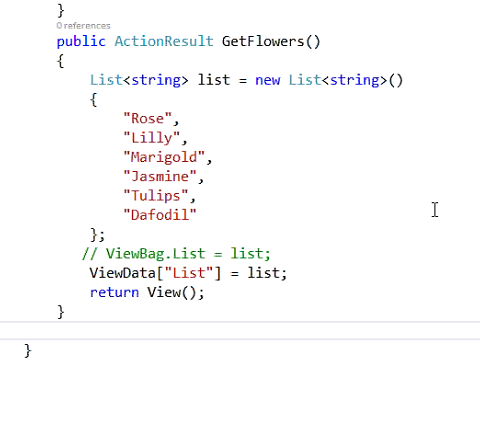 }
0 references
public ActionResult GetFlowers()
{
List<string> list = new List<string>()
{
"Rose",
"Lilly",
"Marigold",
"Jasmine",
"Tulips",
"Dafodil"
};
// ViewBag.List = list;
ViewData["List"] = list;
return View();
}
}